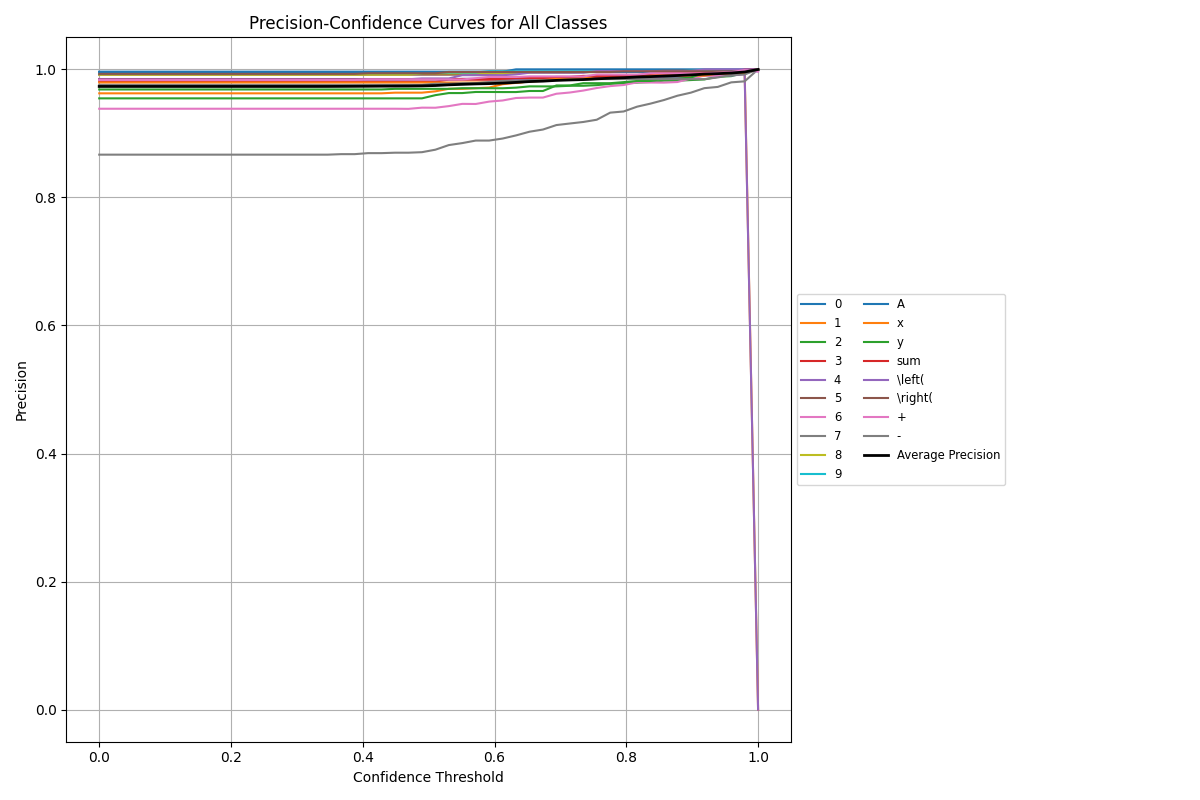 Precision-Confidence Curves for All Classes
1.0
0.8
0.6
0.4
0.2
0.0
Precision
0.0 0.2 0.4 0.6 0.8 1.0
Confidence Threshold
0 A
1 x
2 y
3 sum
4 \left(
5 \right(
6 +
7 -
8 Average Precision
9